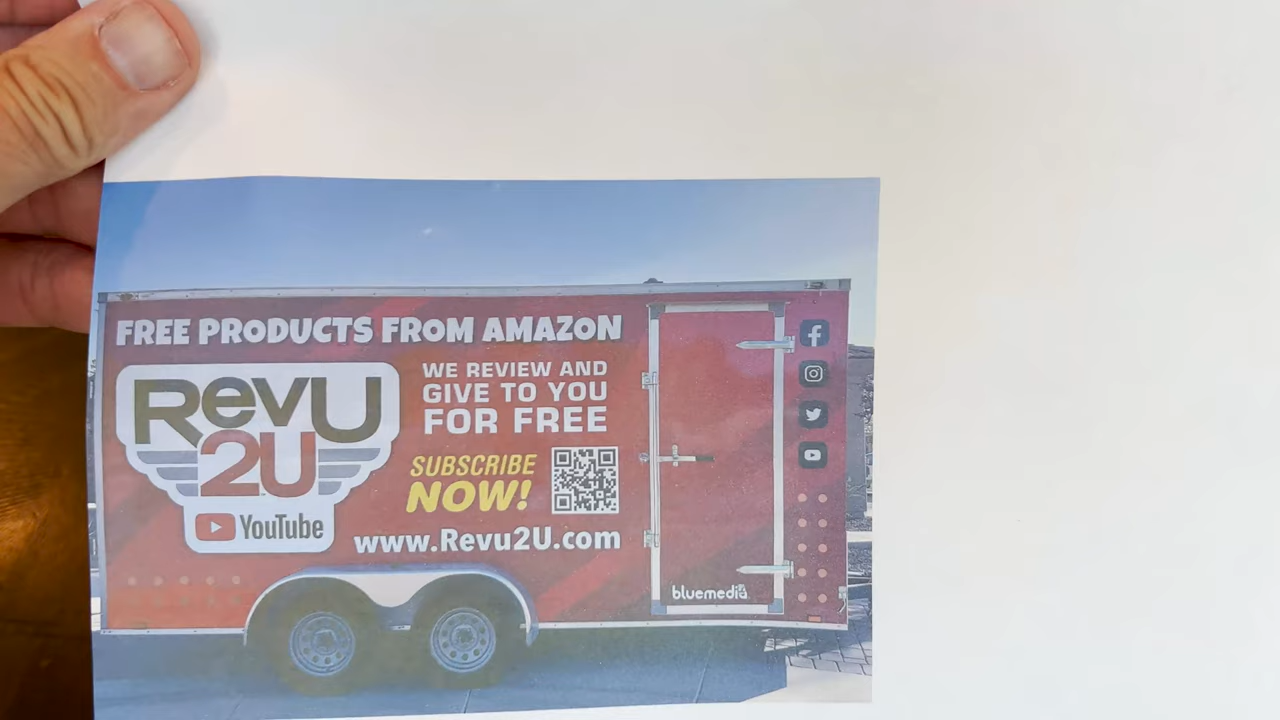 FREE PRODUCTS FROM AMAZON
RevU
2U
YouTube
WE REVIEW AND
GIVE TO YOU
FOR FREE
SUBSCRIBE
NOW!
www.Revu2U.com
bluemedia